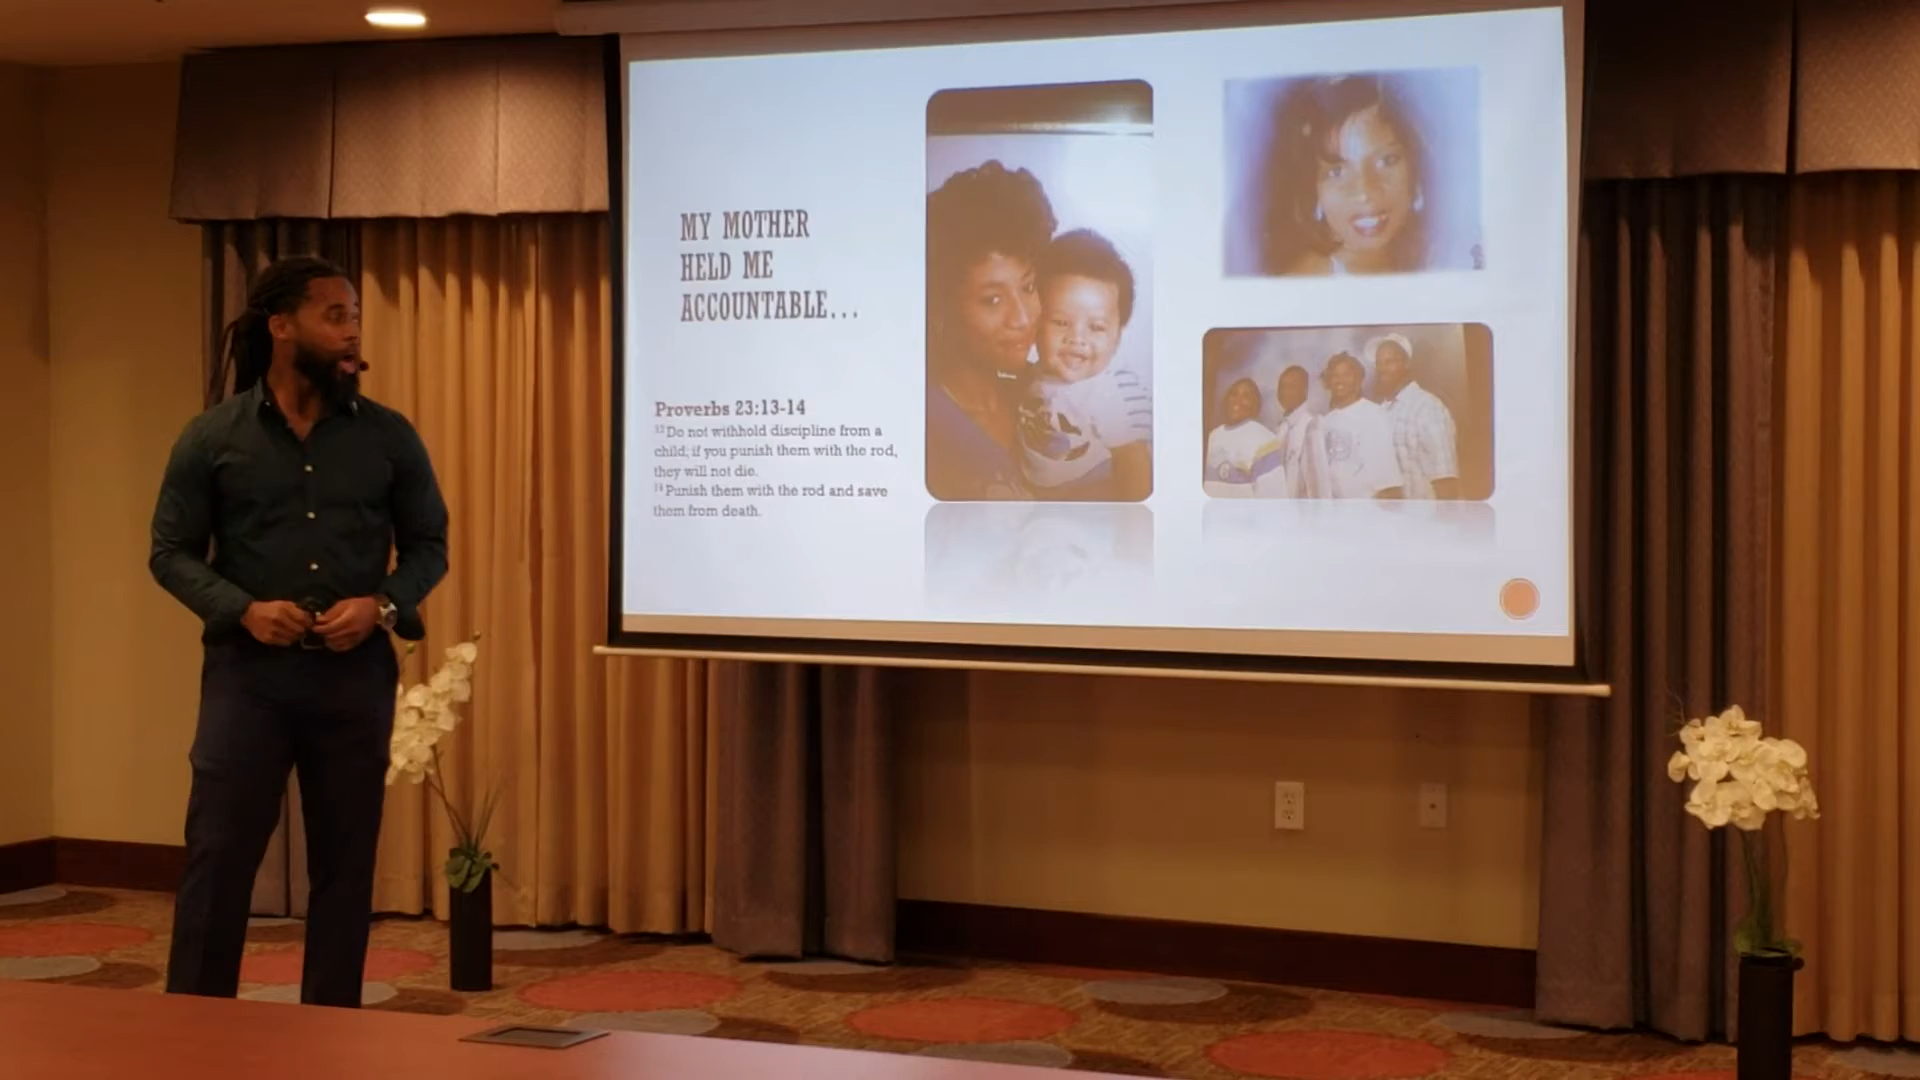 MY MOTHER
HELD ME
ACCOUNTABLE...
Proverbs 23:13-14
13 Do not withhold discipline from a
child; if you punish them with the rod,
they will not die.
14 Punish them with the rod and save
them from death.